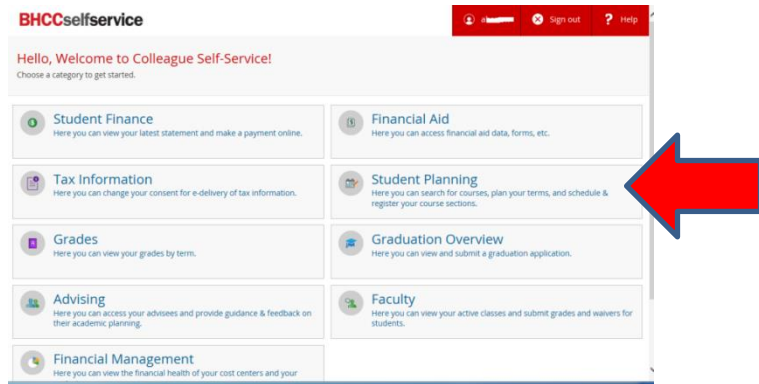 BHCCselfservice
Sign out
? Help
Hello, Welcome to Colleague Self-Service!
Choose a category to get started.
Student Finance
Here you can view your latest statement and make a payment online.
Financial Aid
Here you can access financial aid data, forms, etc.
Tax Information
Here you can change your consent for e-delivery of tax information.
Student Planning
Here you can search for courses, plan your terms, and schedule &
register your course sections.
Grades
Here you can view your grades by term.
Graduation Overview
Here you can view and submit a graduation application.
Advising
Here you can access your advisees and provide guidance & feedback on
their academic planning.
Faculty
Here you can view your active classes and submit grades and waivers for
students.
Financial Management
Here you can view the financial health of your cost centers and your